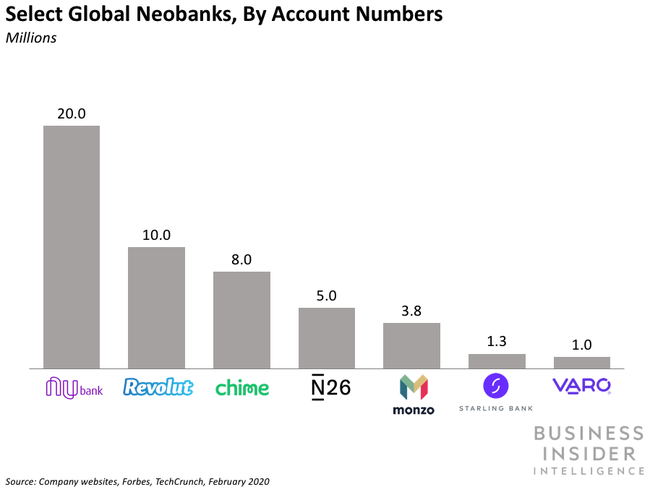 Select Global Neobanks, By Account Numbers
Millions
20.0
10.0
8.0
5.0
3.8
1.3
1.0
nu bank
Revolut
chime
N26
monzo
STARLING BANK
VARO
BUSINESS
INSIDER
INTELLIGENCE
Source: Company websites, Forbes, TechCrunch, February 2020